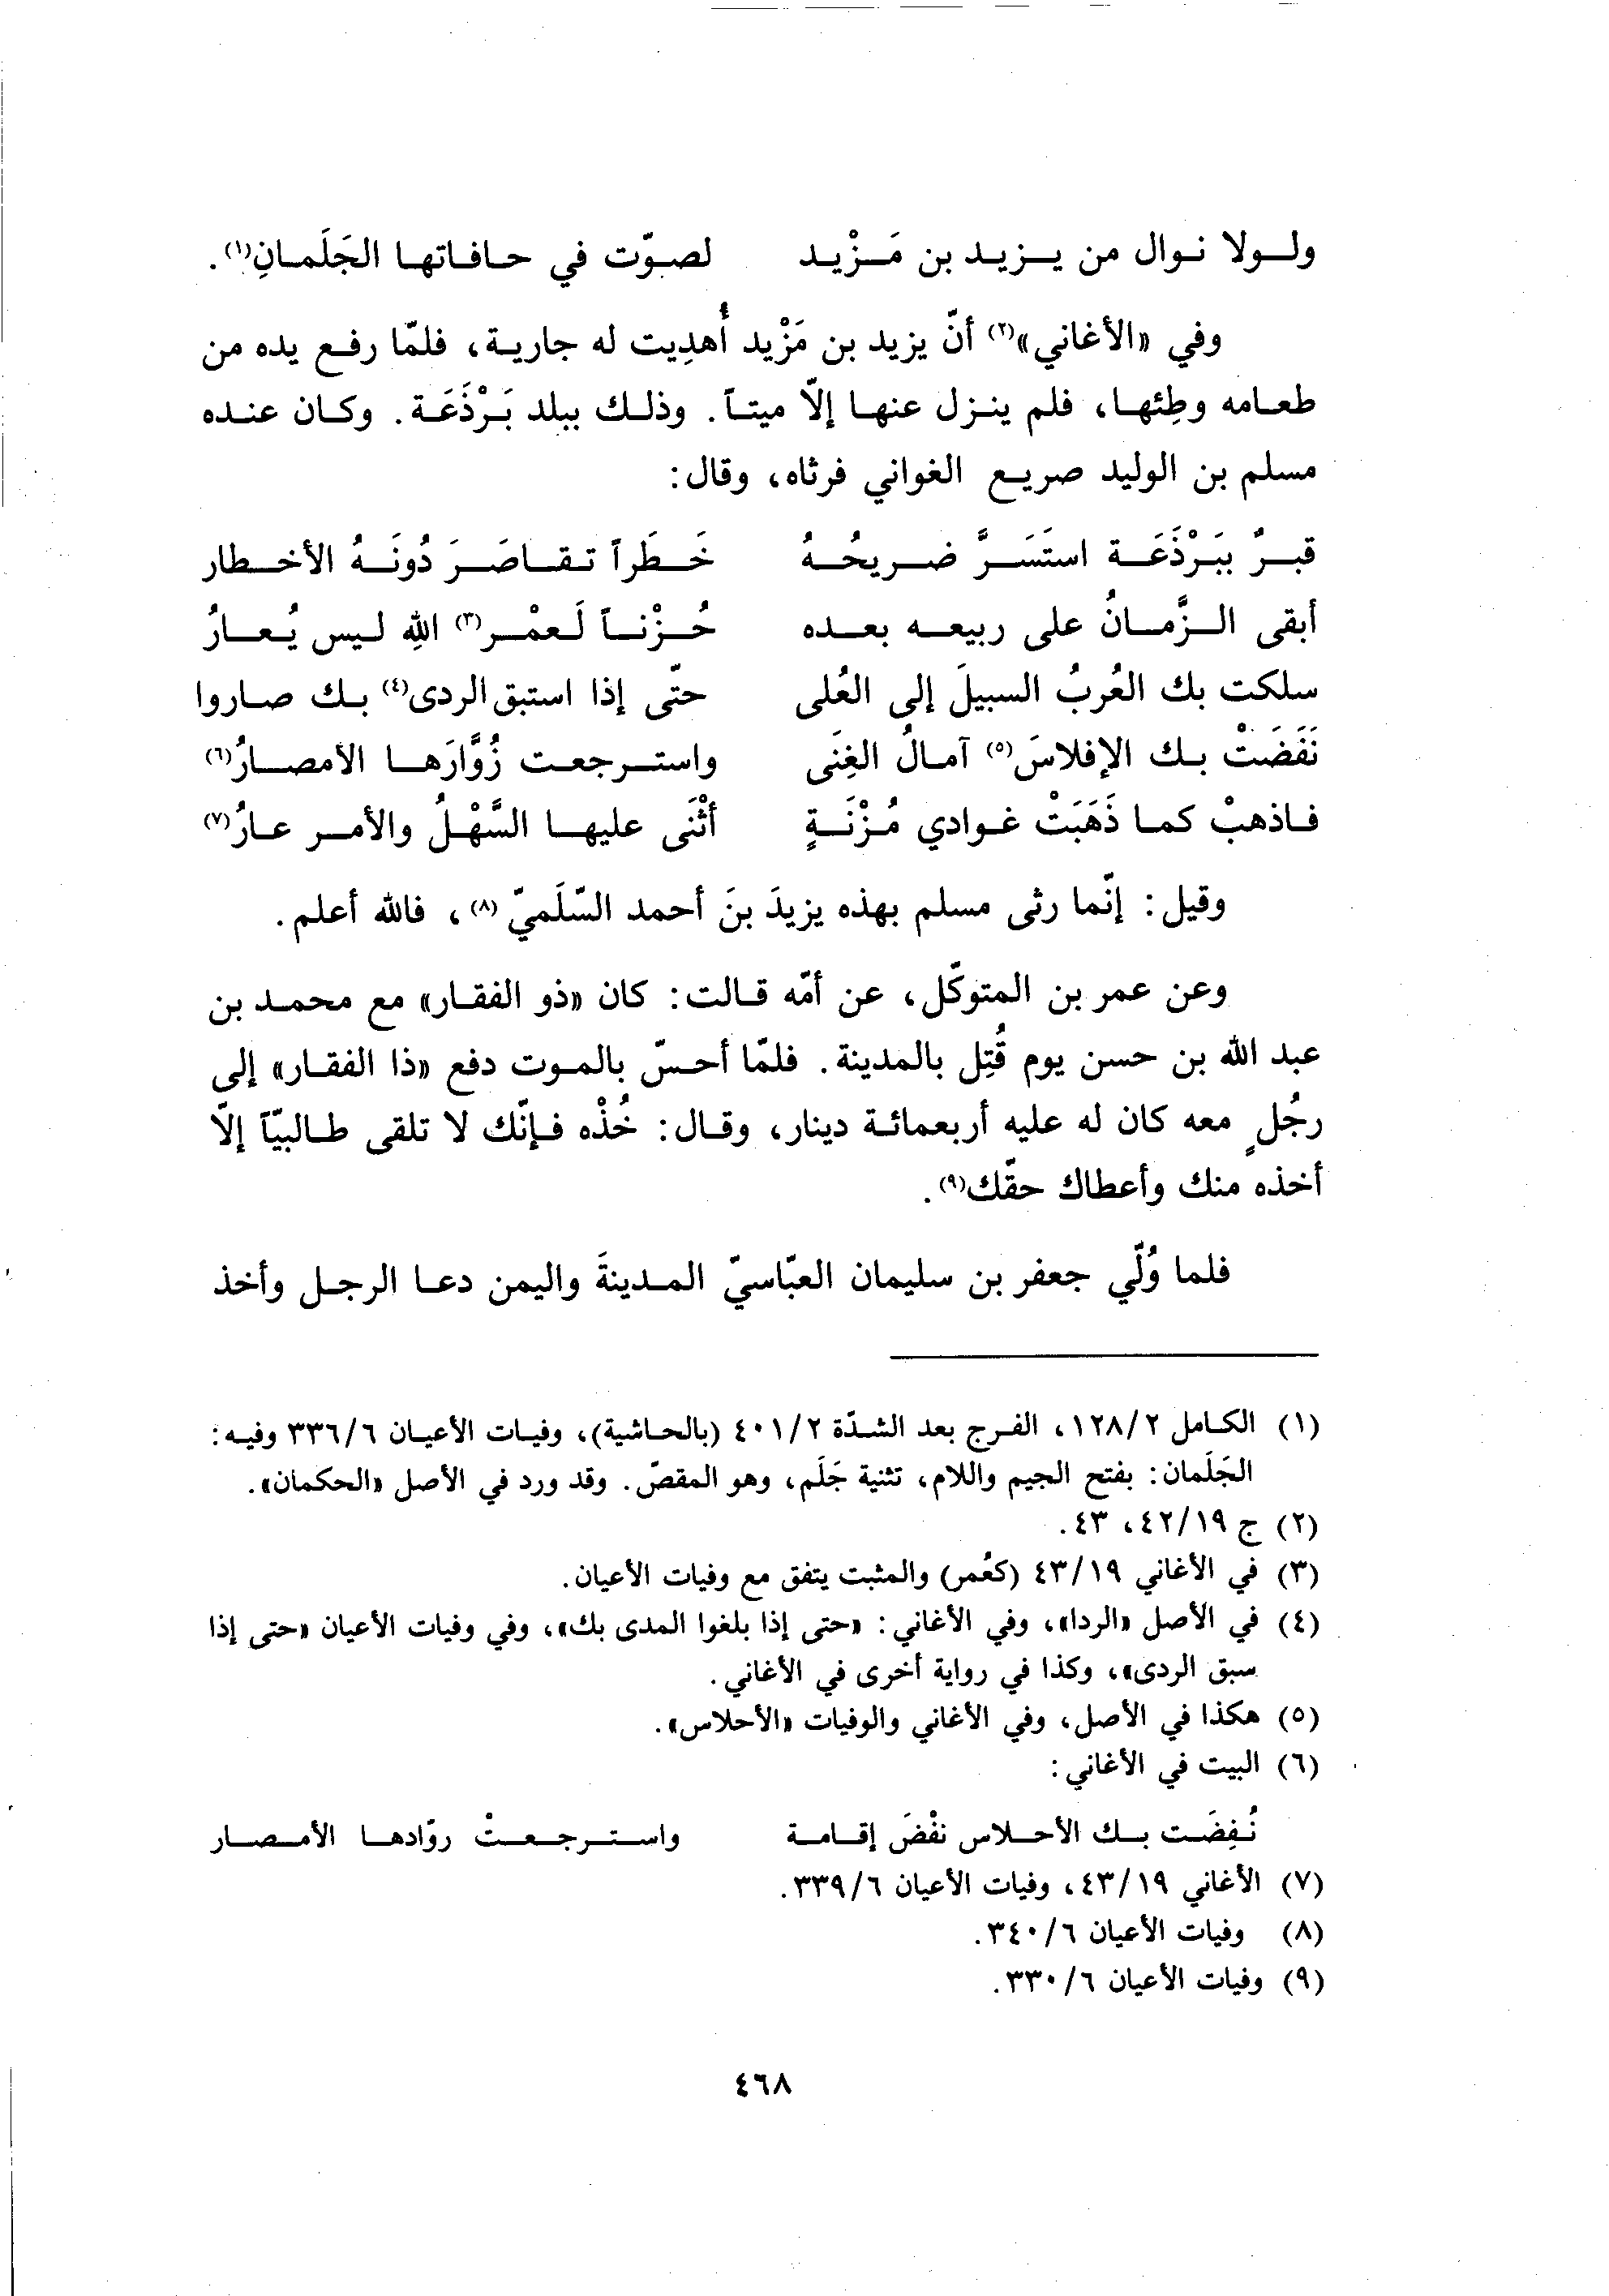 ولولا نوال من يزيد بن مَزْيد لصوّت في حافاتها الجَلَمانِ(١).
وفي «الأغاني»(٢) أنّ يزيد بن مَزْيد أُهدِيت له جارية، فلمّا رفع يده من
طعامه وطِئها، فلم ينزل عنها إلاّ ميتاً. وذلك ببلد بَرْذَعَة. وكان عنده
مسلم بن الوليد صريع الغواني فرثاه، وقال:
قبرٌ ببَرْذَعَة استَسَرَّ ضريحُهُ خَطَراً تقاصَرَ دُونَهُ الأخطار
أبقى الزَّمانُ على ربيعه بعده حُزْناً لَعمْر(٣) اللهِ ليس يُعارُ
سلكت بك العُربُ السبيلَ إلى العُلى حتّى إذا استبق الردى(٤) بك صاروا
نَفَضَتْ بك الإفلاسَ(٥) آمالُ الغِنَى واسترجعت زُوَّارَها الأمصارُ(٦)
فاذهبْ كما ذَهَبَتْ غوادي مُزْنَةٍ أثْنَى عليها السَّهْلُ والأمر عارُ(٧)
وقيل: إنّما رثى مسلم بهذه يزيدَ بنَ أحمد السّلَميّ(٨)، فالله أعلم.
وعن عمر بن المتوكّل، عن أمّه قالت: كان «ذو الفقار» مع محمد بن
عبد الله بن حسن يوم قُتِل بالمدينة. فلمّا أحسّ بالموت دفع «ذا الفقار» إلى
رجُلٍ معه كان له عليه أربعمائة دينار، وقال: خُذْه فإنّك لا تلقى طالبيّاً إلاّ
أخذه منك وأعطاك حقّك(٩).
فلما وُلّي جعفر بن سليمان العبّاسيّ المدينةَ واليمن دعا الرجل وأخذ
(١) الكامل ١٢٨/٢، الفرج بعد الشدّة ٤٠١/٢ (بالحاشية)، وفيات الأعيان ٣٣٦/٦ وفيه:
الجَلَمان: بفتح الجيم واللام، تثنية جَلَم، وهو المقصّ. وقد ورد في الأصل «الحكمان».
(٢) ج ٤٢/١٩، ٤٣.
(٣) في الأغاني ٤٣/١٩ (كعُمر) والمثبت يتفق مع وفيات الأعيان.
(٤) في الأصل «الردا»، وفي الأغاني: «حتى إذا بلغوا المدى بك»، وفي وفيات الأعيان «حتى إذا
سبق الردى»، وكذا في رواية أخرى في الأغاني.
(٥) هكذا في الأصل، وفي الأغاني والوفيات «الأحلاس».
(٦) البيت في الأغاني:
نُفِضَت بك الأحلاس نفْضَ إقامة واسترجعتْ روّادها الأمصار
(٧) الأغاني ٤٣/١٩، وفيات الأعيان ٣٣٩/٦.
(٨) وفيات الأعيان ٣٤٠/٦.
(٩) وفيات الأعيان ٣٣٠/٦.
٤٦٨